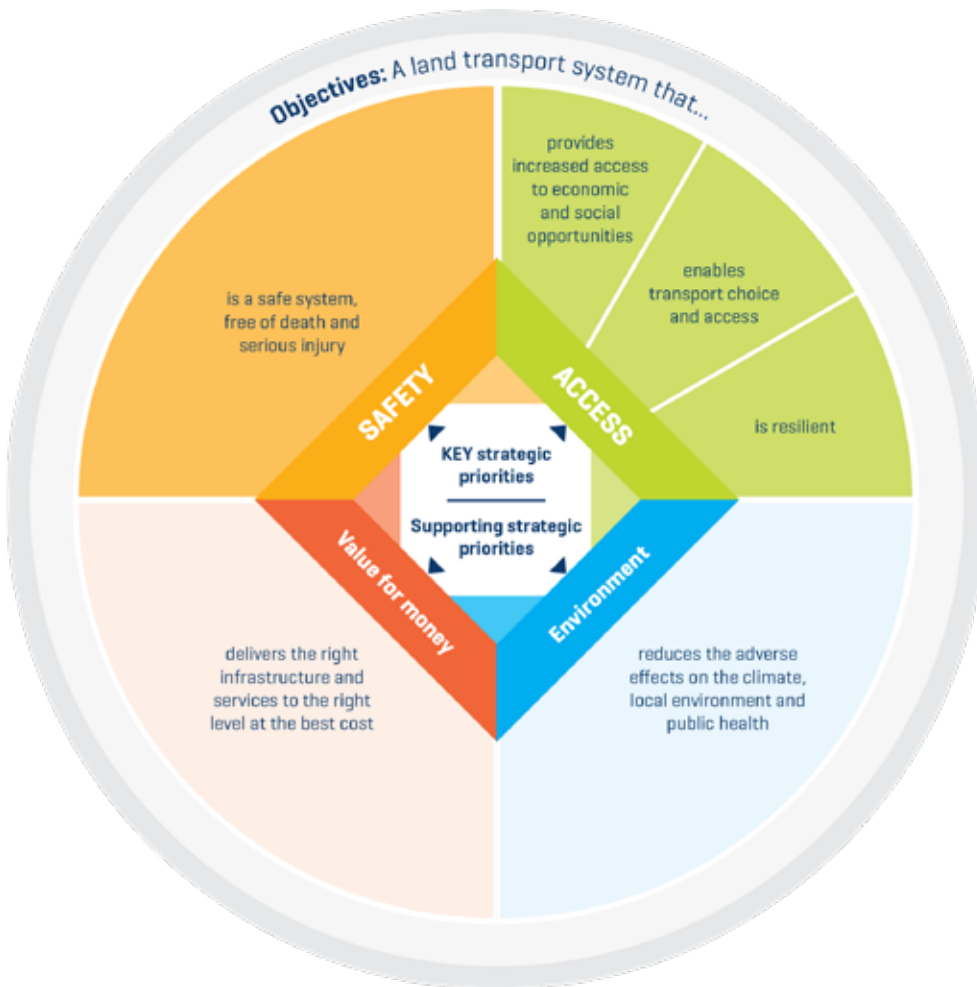 Objectives: A land transport system that...
provides
increased access
to economic
and social
opportunities
enables
transport choice
and access
is resilient
is a safe system,
free of death and
serious injury
SAFETY
ACCESS
KEY strategic
priorities
Supporting strategic
priorities
Value for money
Environment
delivers the right
infrastructure and
services to the right
level at the best cost
reduces the adverse
effects on the climate,
local environment and
public health